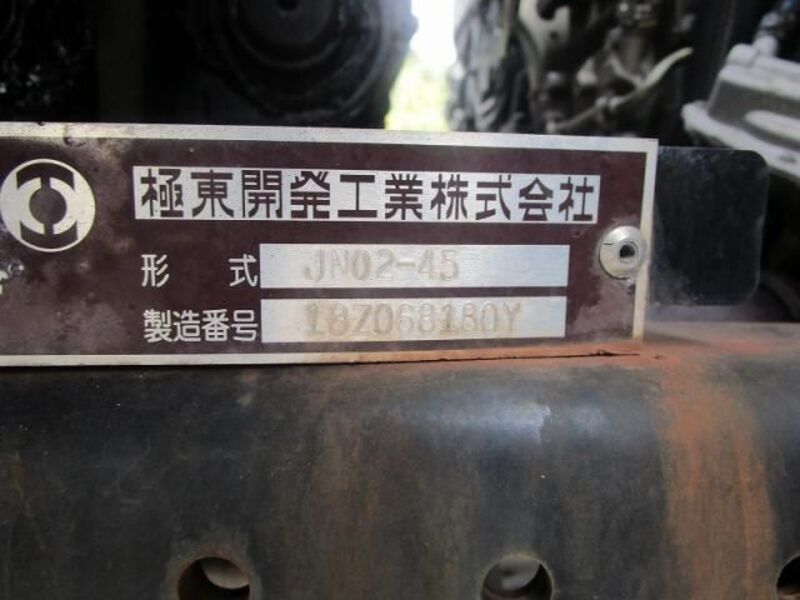 極東開発工業株式会社
形 式 JN02-45
製造番号 18Z068180Y